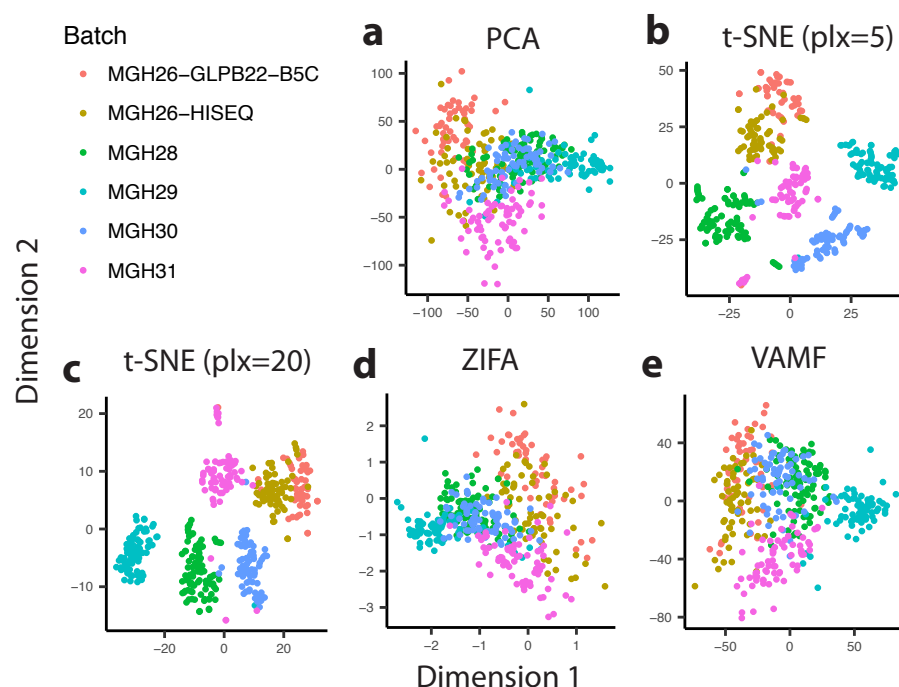 Batch
MGH26−GLPB22−B5C
MGH26−HISEQ
MGH28
MGH29
MGH30
MGH31
Dimension 2
a PCA
100
50
0
−50
−100
−100 −50 0 50 100
b t-SNE (plx=5)
50
25
0
−25
−25 0 25
c t-SNE (plx=20)
20
10
0
−10
−20 0 20
d ZIFA
2
1
0
−1
−2
−3
−2 −1 0 1
e VAMF
40
0
−40
−80
−50 0 50
Dimension 1